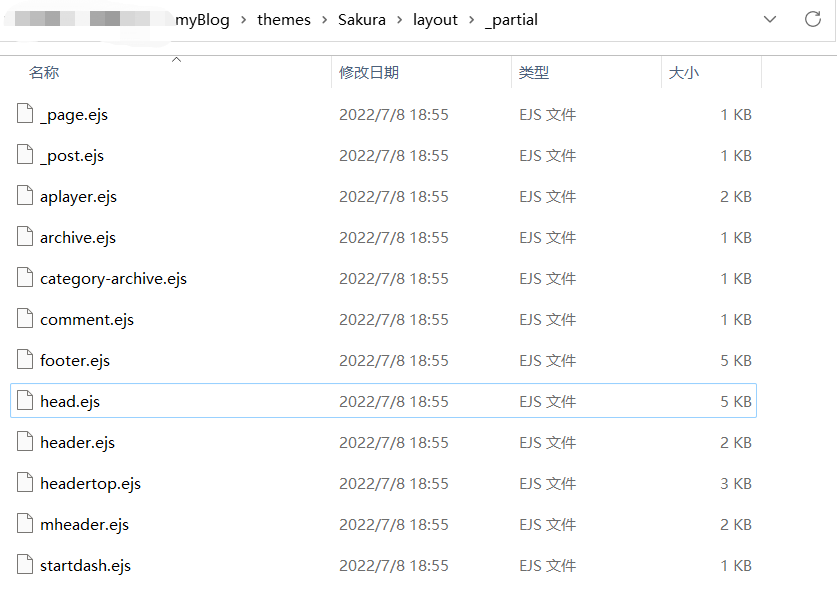 myBlog > themes > Sakura > layout > _partial
名称 修改日期 类型 大小
_page.ejs 2022/7/8 18:55 EJS 文件 1 KB
_post.ejs 2022/7/8 18:55 EJS 文件 1 KB
aplayer.ejs 2022/7/8 18:55 EJS 文件 2 KB
archive.ejs 2022/7/8 18:55 EJS 文件 1 KB
category-archive.ejs 2022/7/8 18:55 EJS 文件 1 KB
comment.ejs 2022/7/8 18:55 EJS 文件 1 KB
footer.ejs 2022/7/8 18:55 EJS 文件 5 KB
head.ejs 2022/7/8 18:55 EJS 文件 5 KB
header.ejs 2022/7/8 18:55 EJS 文件 2 KB
headertop.ejs 2022/7/8 18:55 EJS 文件 3 KB
mheader.ejs 2022/7/8 18:55 EJS 文件 2 KB
startdash.ejs 2022/7/8 18:55 EJS 文件 1 KB